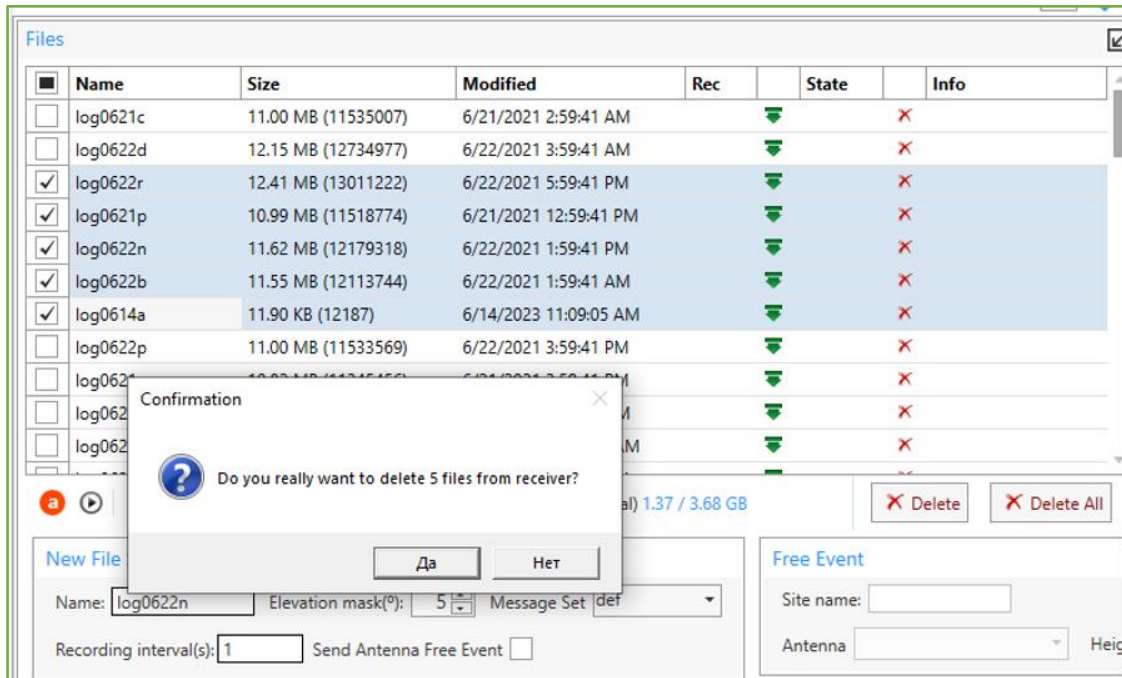 Files
Name Size Modified Rec State Info
log0621c 11.00 MB (11535007) 6/21/2021 2:59:41 AM
log0622d 12.15 MB (12734977) 6/22/2021 3:59:41 AM
log0622r 12.41 MB (13011222) 6/22/2021 5:59:41 PM
log0621p 10.99 MB (11518774) 6/21/2021 12:59:41 PM
log0622n 11.62 MB (12179318) 6/22/2021 1:59:41 PM
log0622b 11.55 MB (12113744) 6/22/2021 1:59:41 AM
log0614a 11.90 KB (12187) 6/14/2023 11:09:05 AM
log0622p 11.00 MB (11533569) 6/22/2021 3:59:41 PM
Confirmation
Do you really want to delete 5 files from receiver?
Да Нет
a 1.37 / 3.68 GB Delete Delete All
New File Free Event
Name: log0622n Elevation mask(º): 5 Message Set def Site name:
Recording interval(s): 1 Send Antenna Free Event Antenna